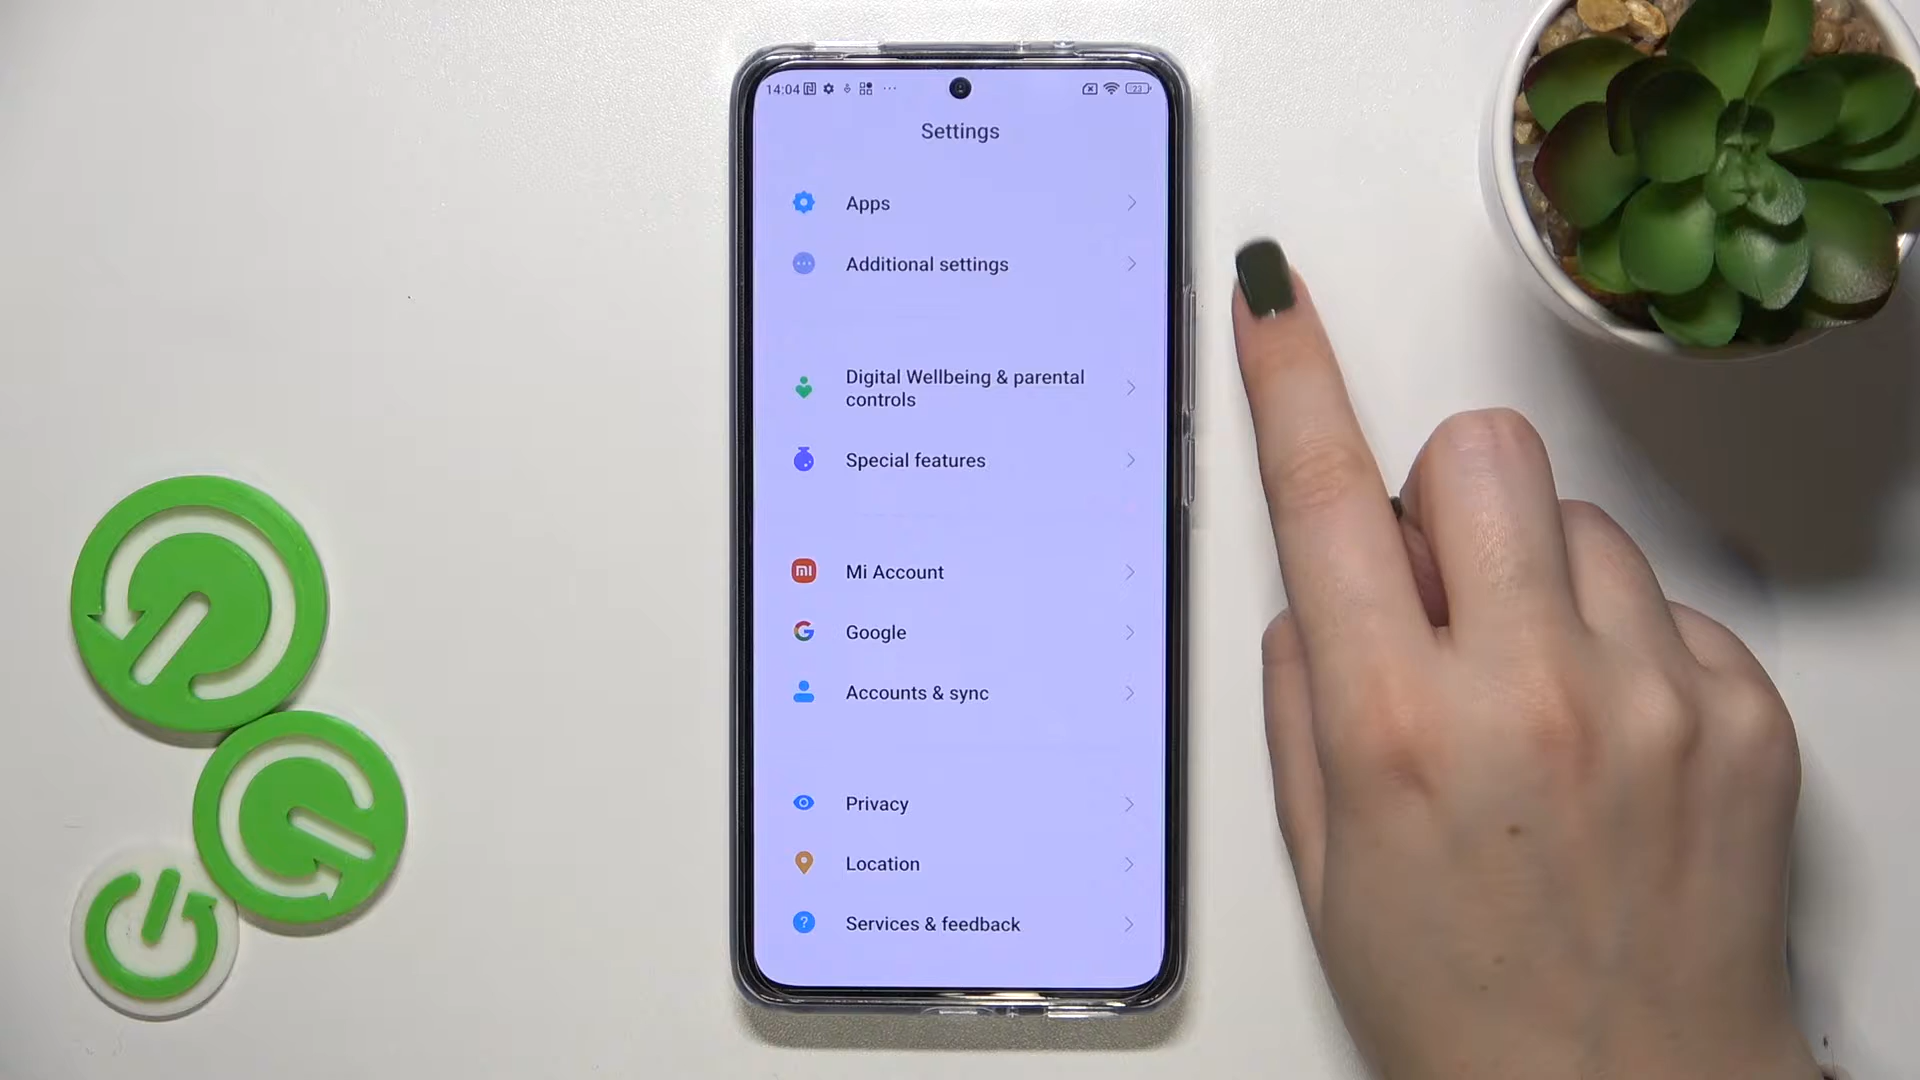 14:04
23
Settings
Apps
Additional settings
Digital Wellbeing & parental
controls
Special features
Mi Account
Google
Accounts & sync
Privacy
Location
Services & feedback